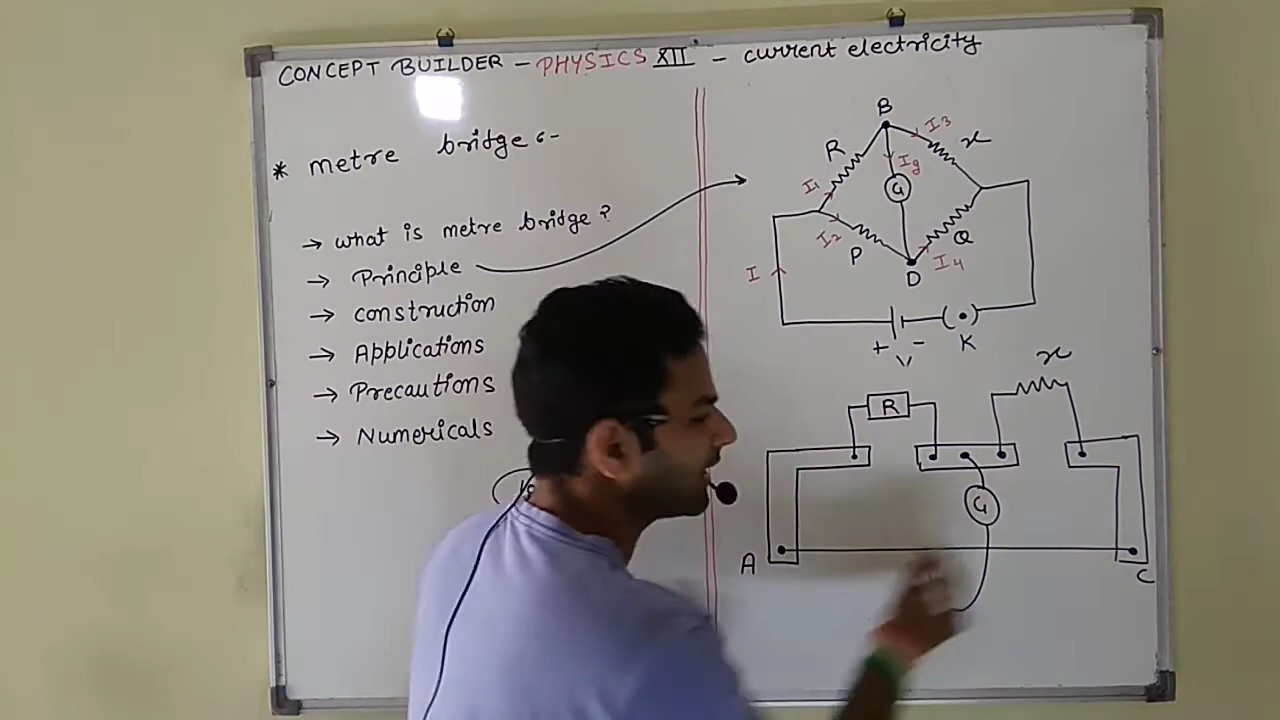 CONCEPT BUILDER - PHYSICS XII - current electricity
* metre bridge :-
→ what is metre bridge?
→ Principle
→ construction
→ Applications
→ Precautions
→ Numericals
B
R
I3
x
Ig
G
I1
I2
P
Q
D
I4
I
+ -
V
K
x
R
G
A
C